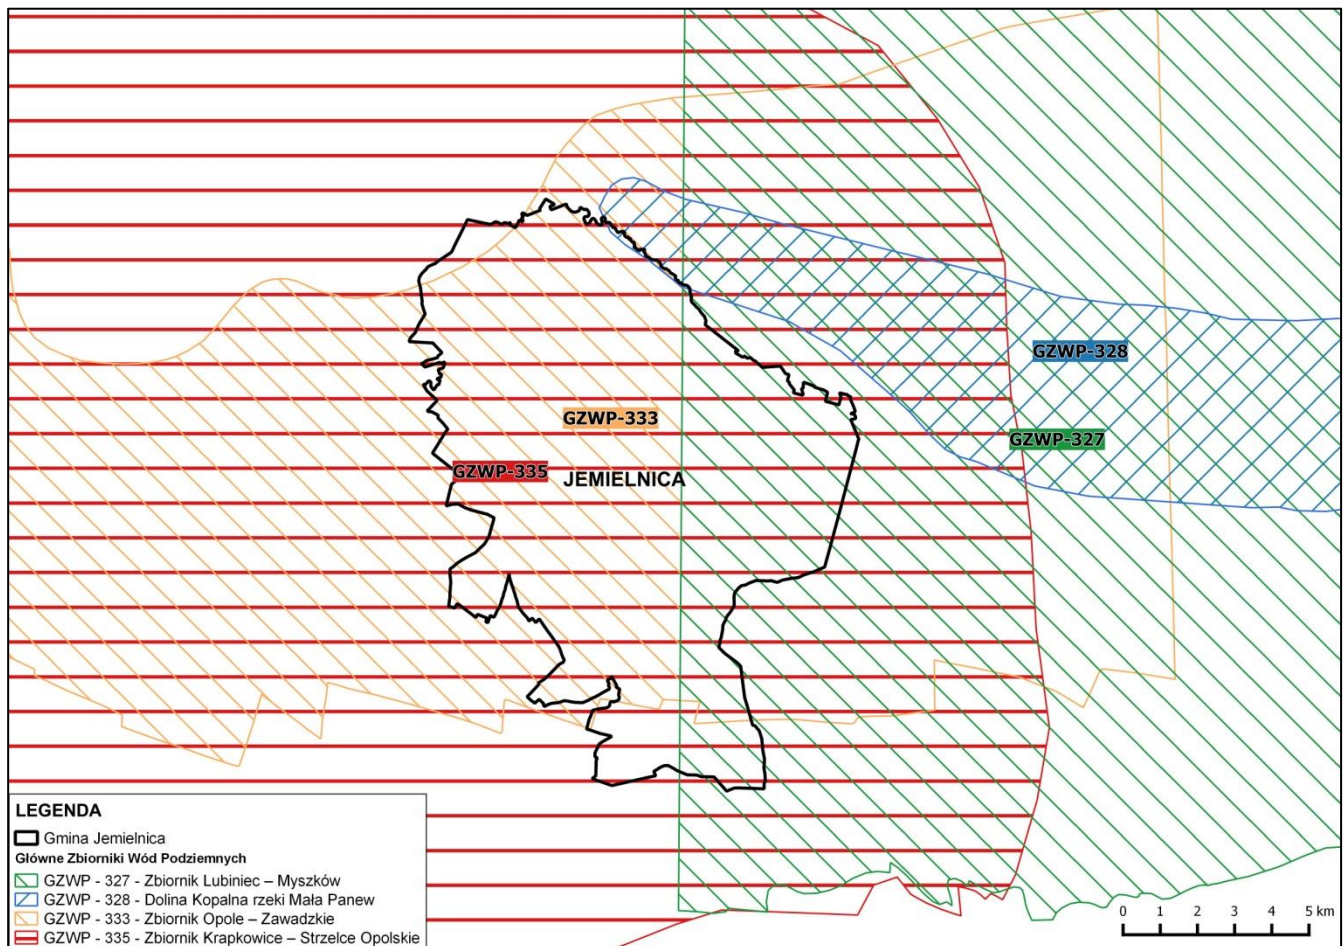 GZWP-328
GZWP-333
GZWP-327
GZWP-335
JEMIELNICA
LEGENDA
Gmina Jemielnica
Główne Zbiorniki Wód Podziemnych
GZWP - 327 - Zbiornik Lubiniec – Myszków
GZWP - 328 - Dolina Kopalna rzeki Mała Panew
GZWP - 333 - Zbiornik Opole – Zawadzkie
GZWP - 335 - Zbiornik Krapkowice – Strzelce Opolskie
0 1 2 3 4 5 km